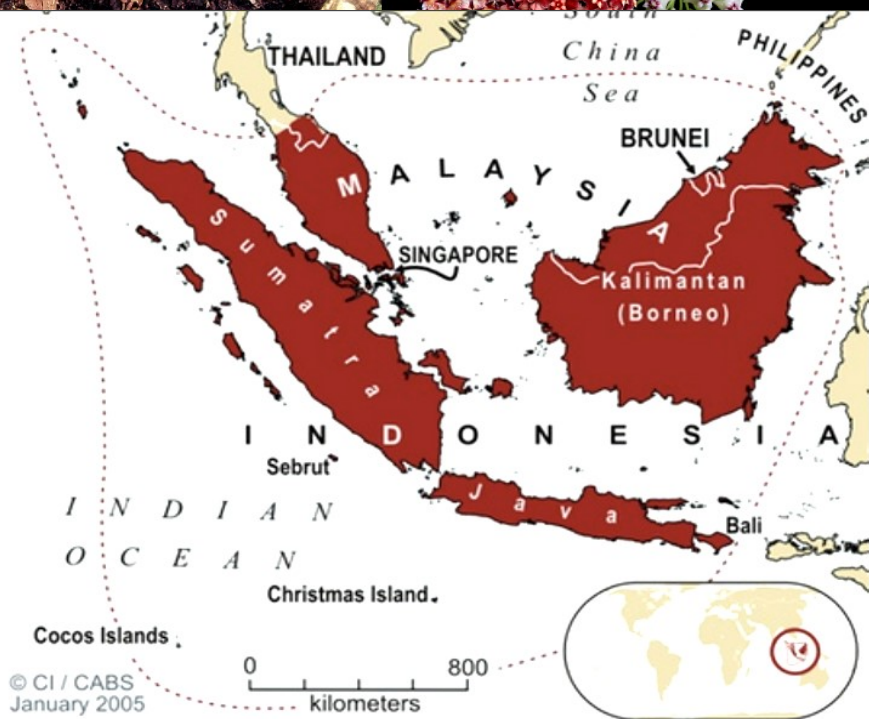 South
China
Sea
THAILAND
PHILIPPINES
BRUNEI
MALAYSIA
SINGAPORE
Sumatra
Kalimantan
(Borneo)
INDONESIA
Sebrut
Java
Bali
INDIAN
OCEAN
Christmas Island
Cocos Islands
0 800
kilometers
© CI / CABS
January 2005